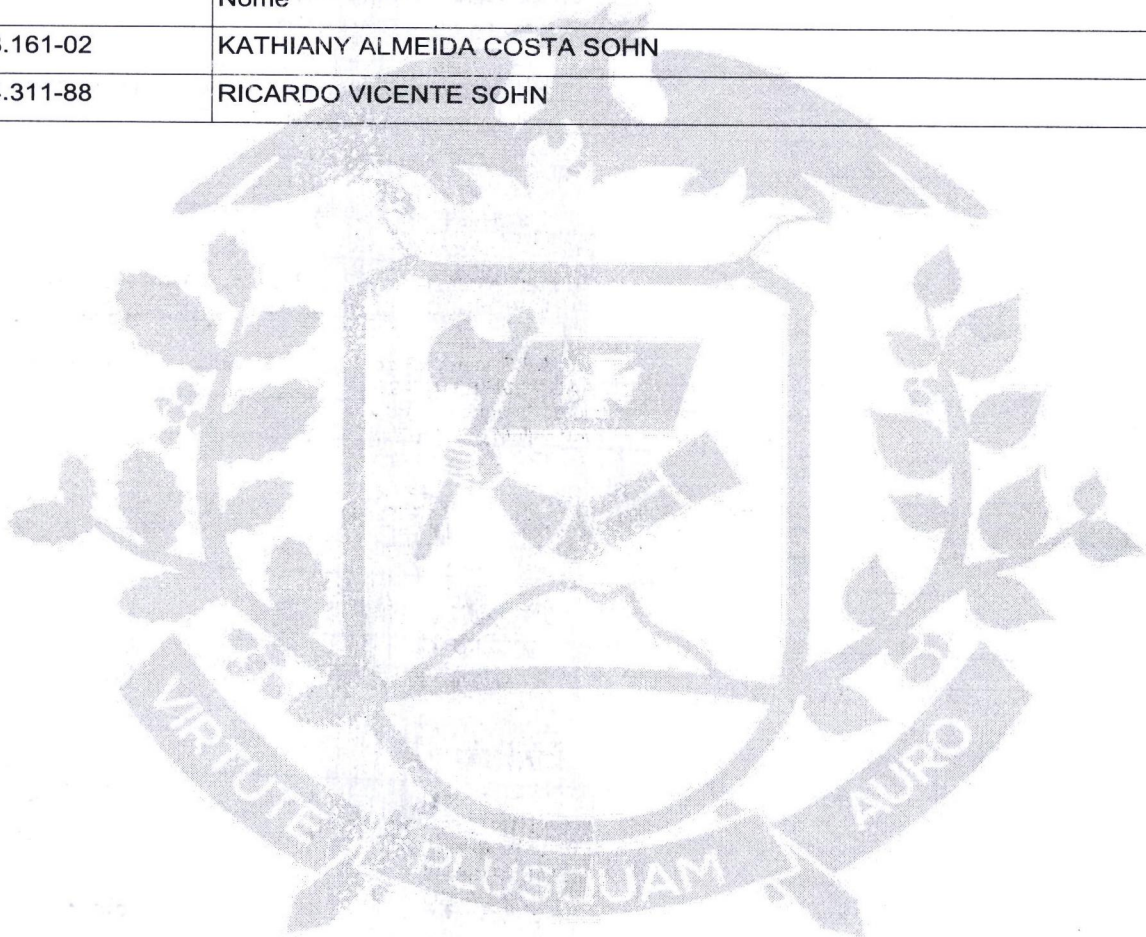 Nome
.161-02 KATHIANY ALMEIDA COSTA SOHN
.311-88 RICARDO VICENTE SOHN
VIRTUTE PLUSQUAM AURO